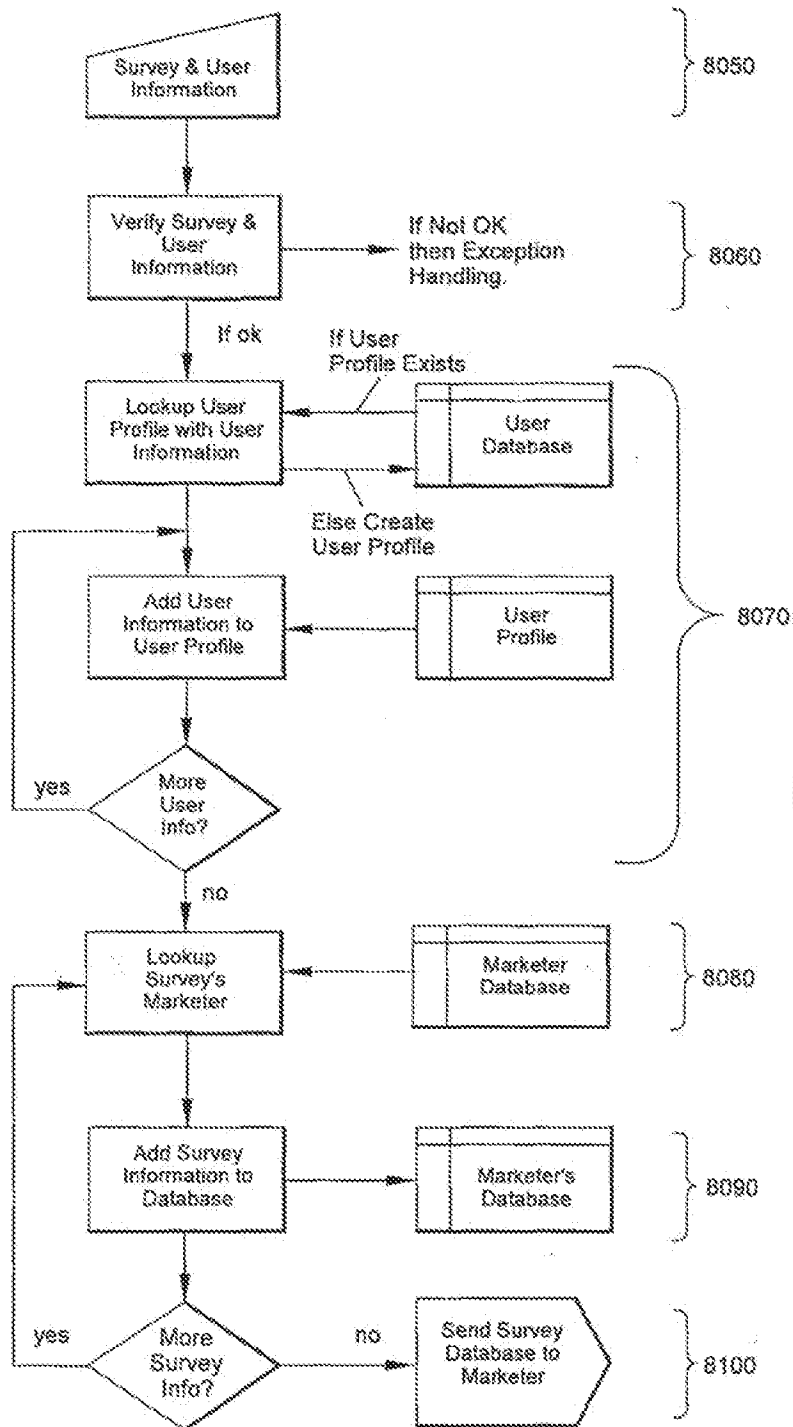 Survey & User
Information
8050
Verify Survey &
User
Information
If Not OK
then Exception
Handling.
8060
If ok
If User
Profile Exists
Lookup User
Profile with User
Information
User
Database
Else Create
User Profile
Add User
Information to
User Profile
User
Profile
8070
yes
More
User
Info?
no
Lookup
Survey's
Marketer
Marketer
Database
8080
Add Survey
Information to
Database
Marketer's
Database
8090
yes
More
Survey
Info?
no
Send Survey
Database to
Marketer
8100